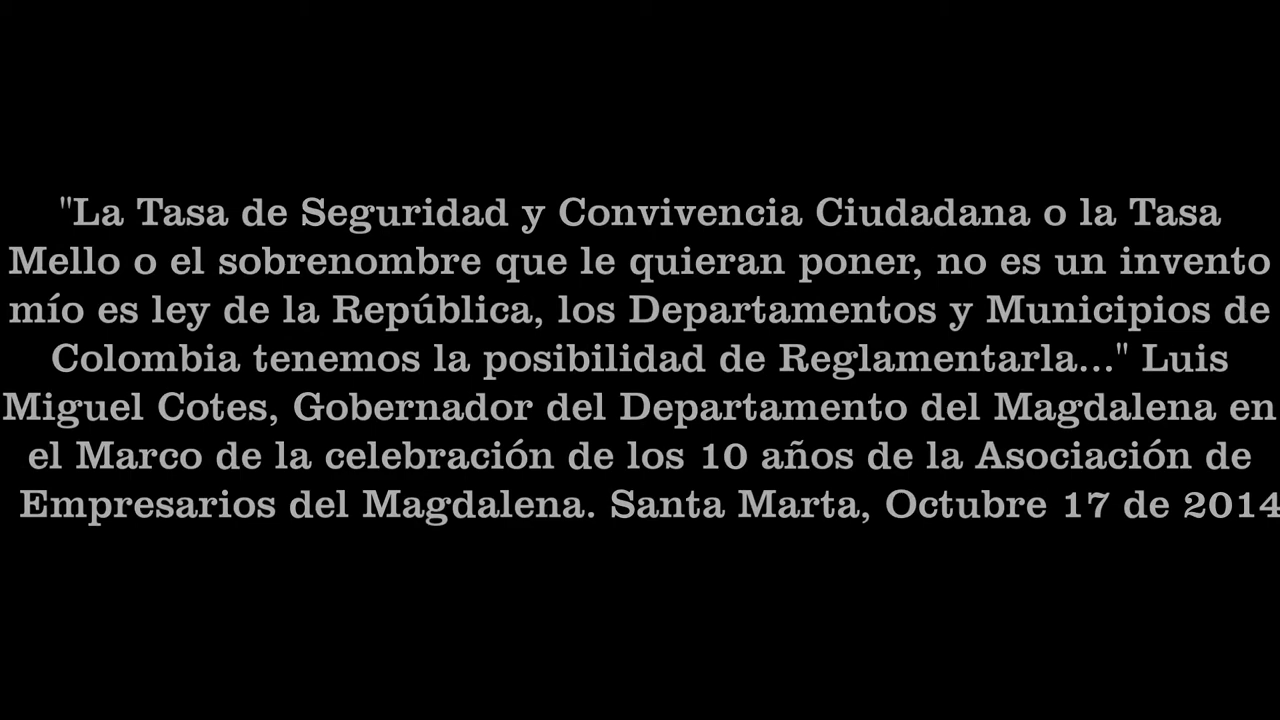 "La Tasa de Seguridad y Convivencia Ciudadana o la Tasa
Mello o el sobrenombre que le quieran poner, no es un invento
mío es ley de la República, los Departamentos y Municipios de
Colombia tenemos la posibilidad de Reglamentarla..." Luis
Miguel Cotes, Gobernador del Departamento del Magdalena en
el Marco de la celebración de los 10 años de la Asociación de
Empresarios del Magdalena. Santa Marta, Octubre 17 de 2014